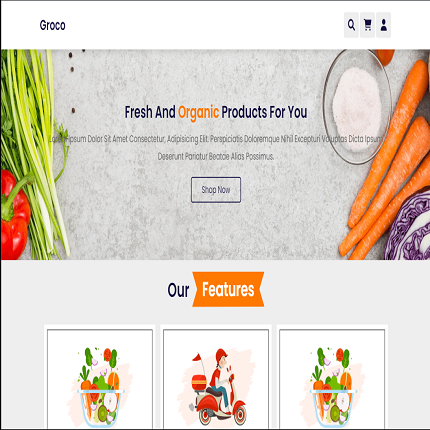 Groco
Fresh And Organic Products For You
Lorem Ipsum Dolor Sit Amet Consectetur, Adipisicing Elit. Perspiciatis Doloremque Nihil Excepturi Voluptas Dicta Ipsum
Deserunt Pariatur Beatae Alias Possimus.
Shop Now
Our Features